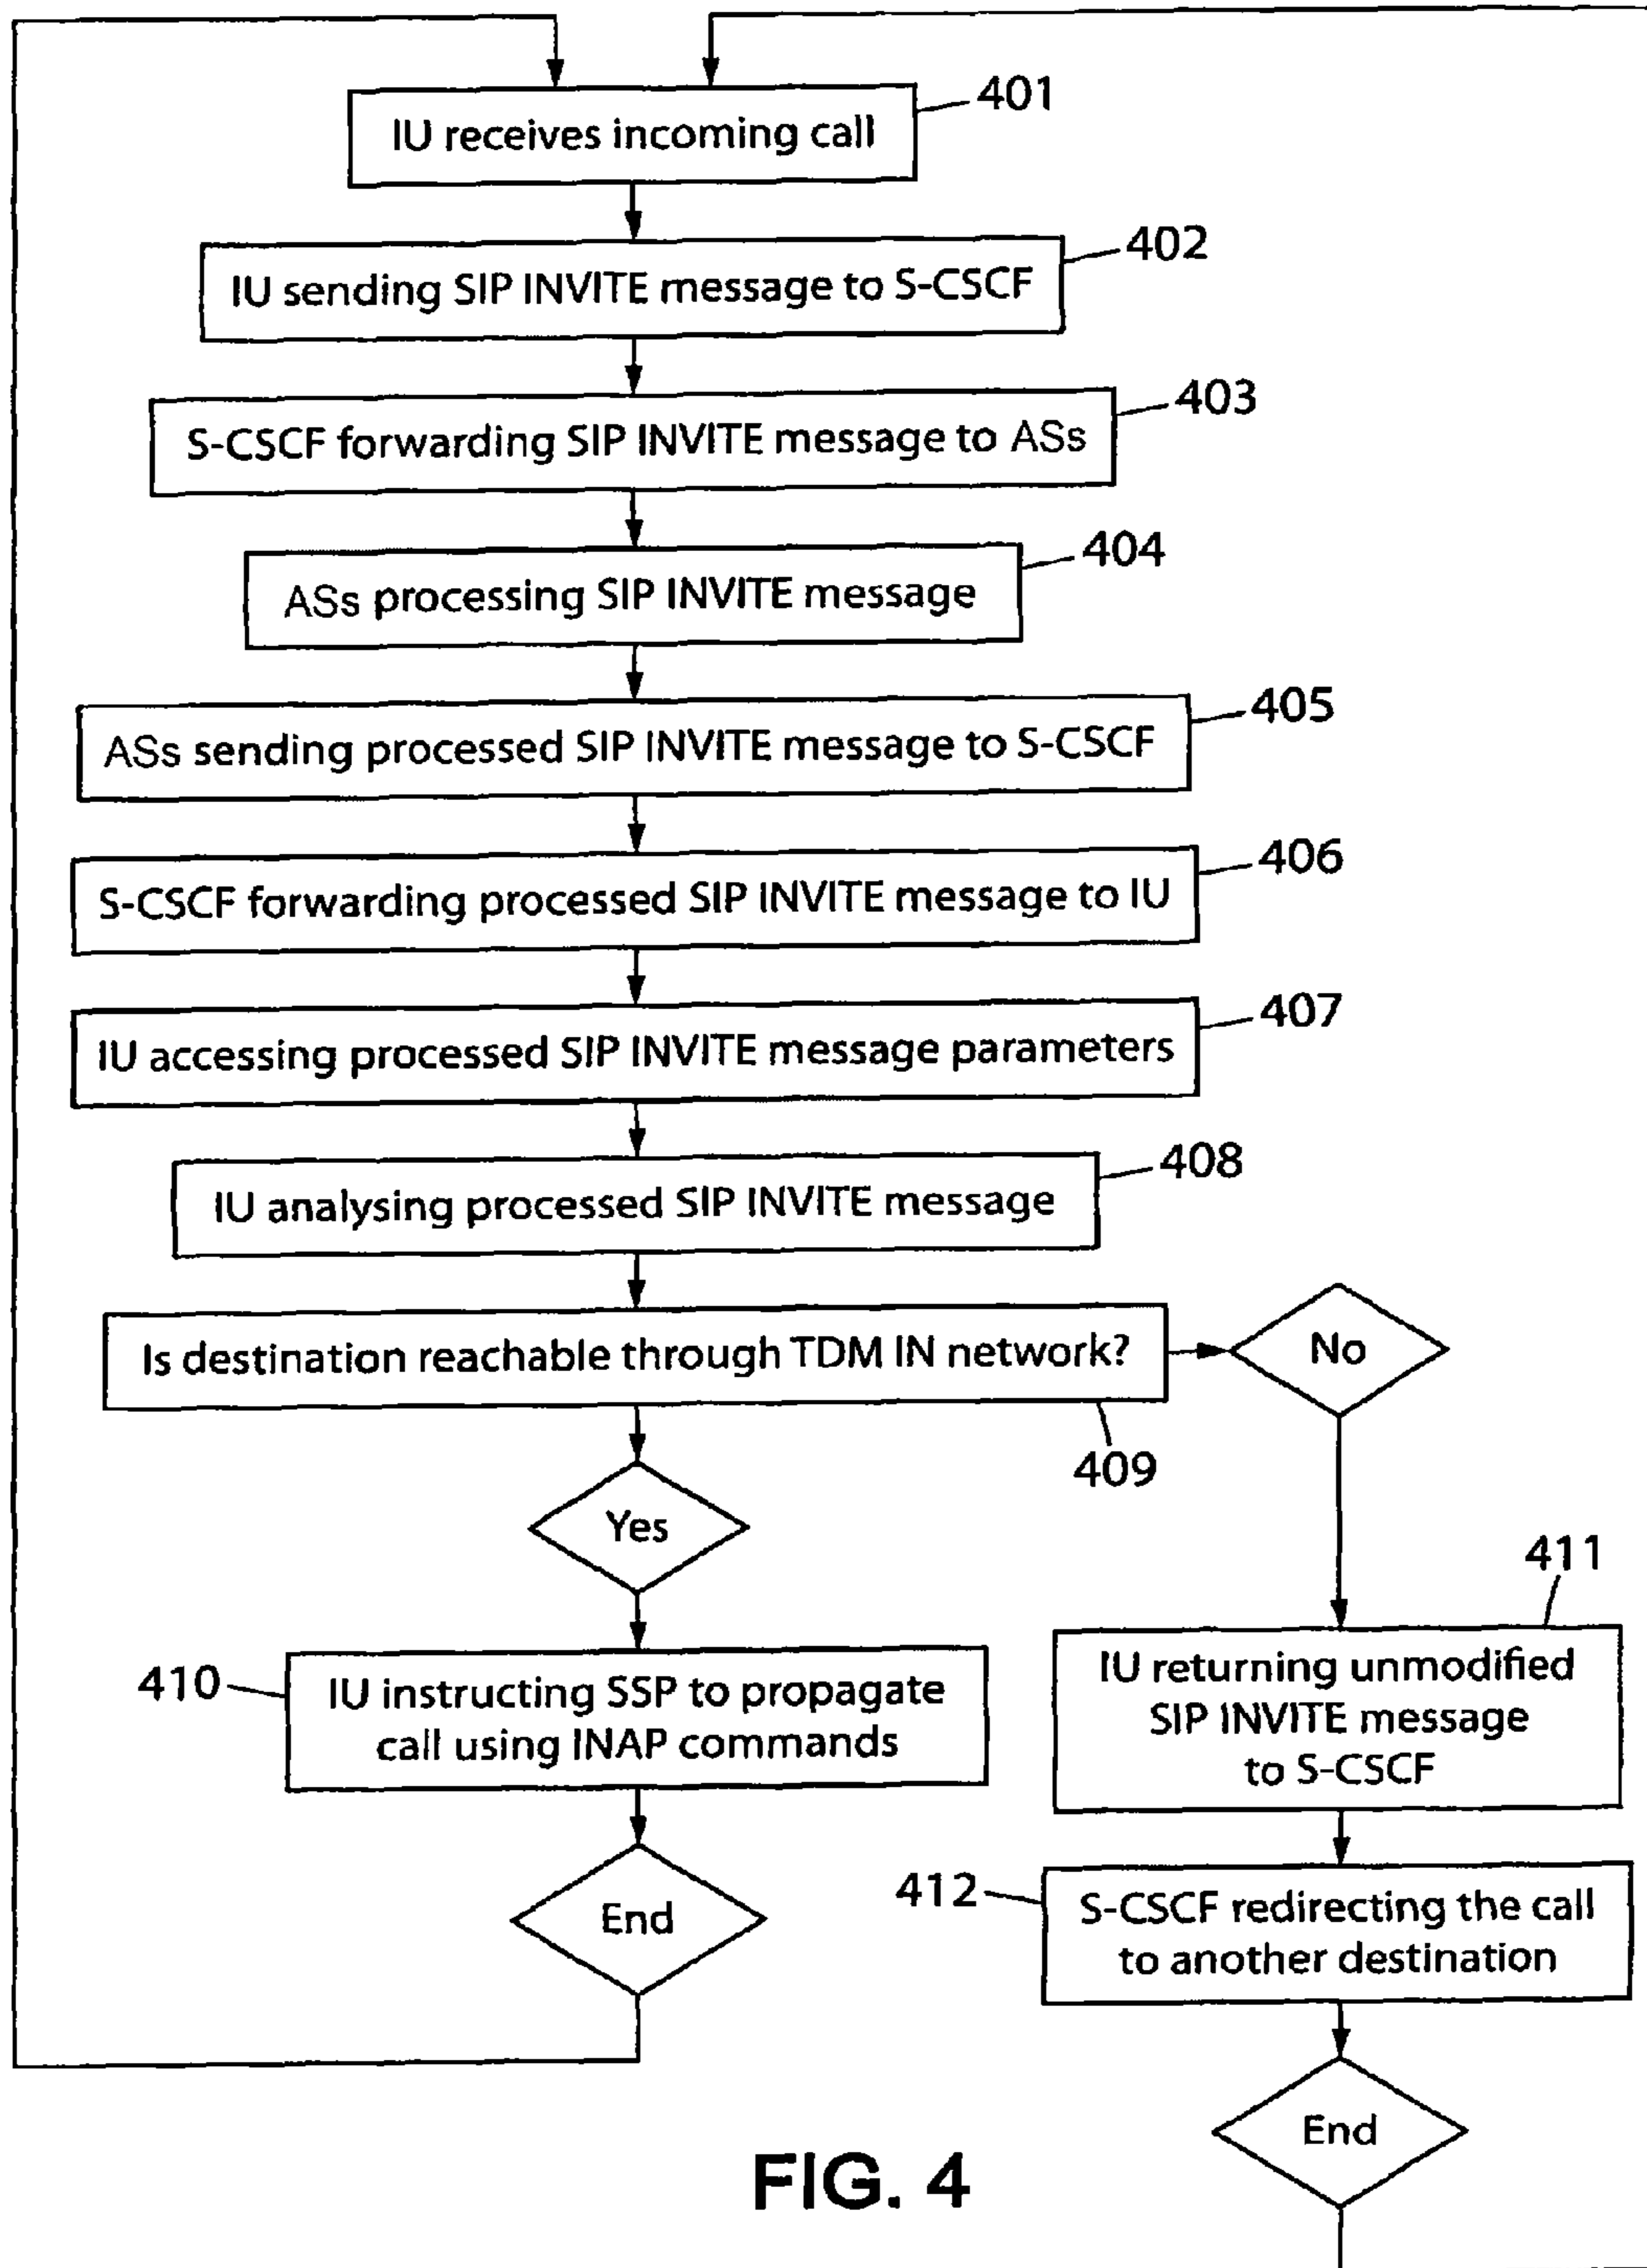 401
IU receives incoming call
402
IU sending SIP INVITE message to S-CSCF
403
S-CSCF forwarding SIP INVITE message to ASs
404
ASs processing SIP INVITE message
405
ASs sending processed SIP INVITE message to S-CSCF
406
S-CSCF forwarding processed SIP INVITE message to IU
407
IU accessing processed SIP INVITE message parameters
408
IU analysing processed SIP INVITE message
Is destination reachable through TDM IN network?
No
409
Yes
410
IU instructing SSP to propagate
call using INAP commands
End
411
IU returning unmodified
SIP INVITE message
to S-CSCF
412
S-CSCF redirecting the call
to another destination
End
FIG. 4